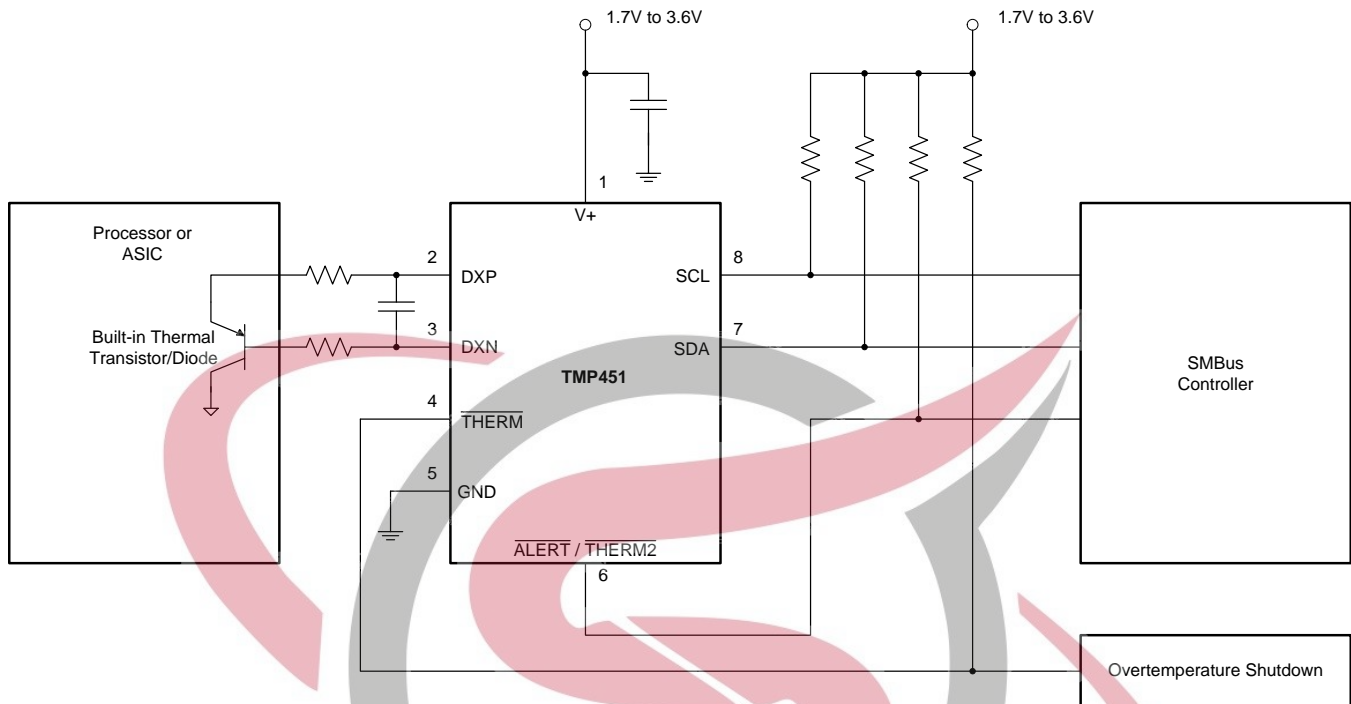 1.7V to 3.6V
1.7V to 3.6V
1
V+
Processor or
ASIC
Built-in Thermal
Transistor/Diode
2
DXP
3
DXN
TMP451
4
THERM
5
GND
ALERT / THERM2
6
8
SCL
7
SDA
SMBus
Controller
Overtemperature Shutdown